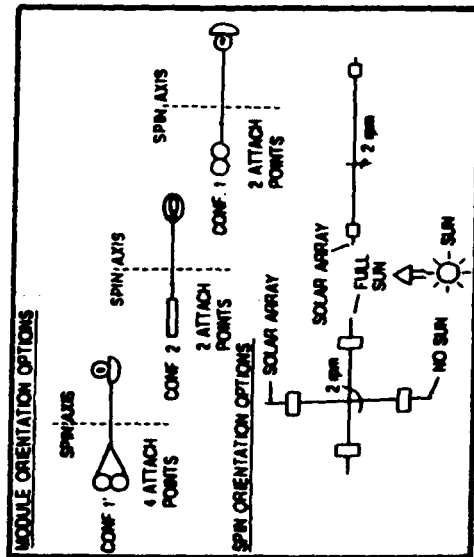 MODULE ORIENTATION OPTIONS
SPIN AXIS
CONF 1'
4 ATTACH
POINTS
SPIN AXIS
CONF 2
2 ATTACH
POINTS
SPIN AXIS
CONF. 1
2 ATTACH
POINTS
SPIN ORIENTATION OPTIONS
SOLAR ARRAY
2 rpm
NO SUN
SOLAR ARRAY
FULL
SUN
SUN
2 rpm